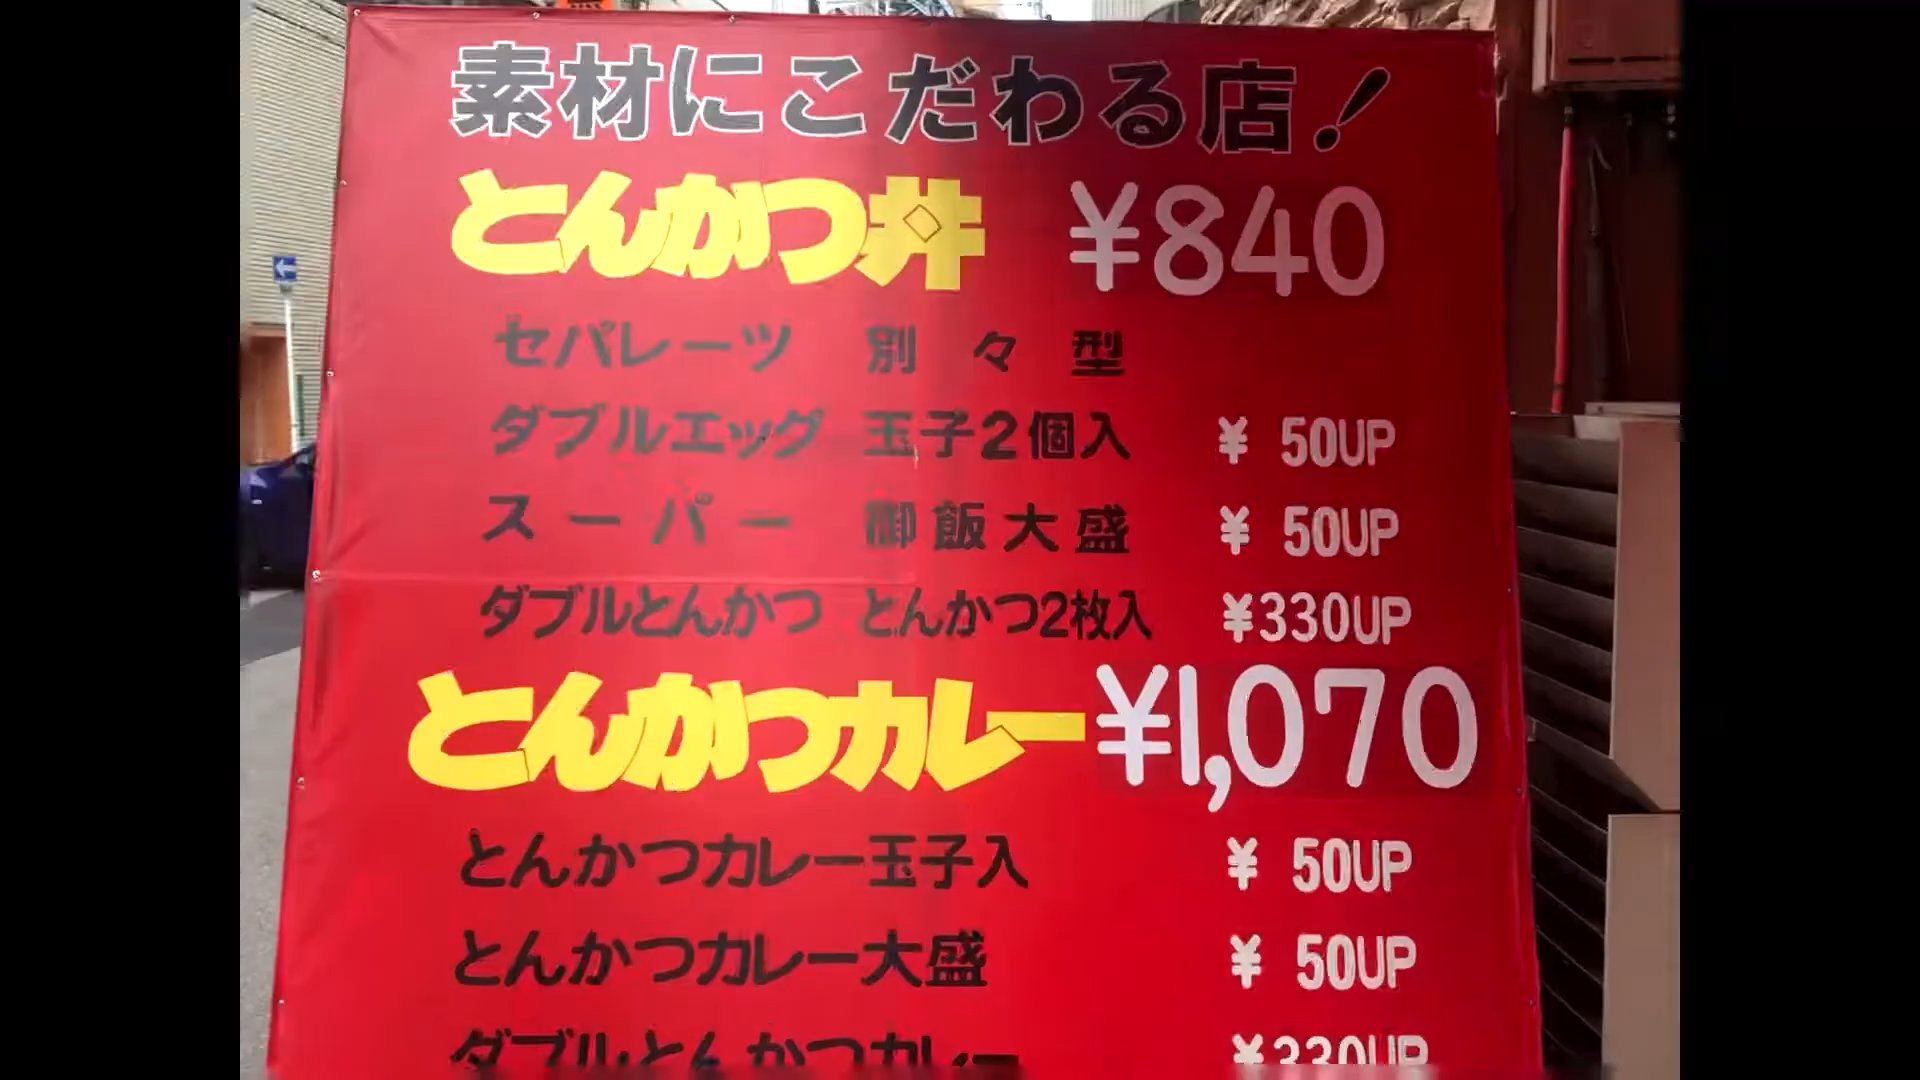 素材にこだわる店!
とんかつ丼 ¥840
セパレーツ 別々型
ダブルエッグ 玉子2個入 ¥ 50UP
スーパー 御飯大盛 ¥ 50UP
ダブルとんかつ とんかつ2枚入 ¥330UP
とんかつカレー ¥1,070
とんかつカレー玉子入 ¥ 50UP
とんかつカレー大盛 ¥ 50UP
ダブルとんかつカレー ¥330UP